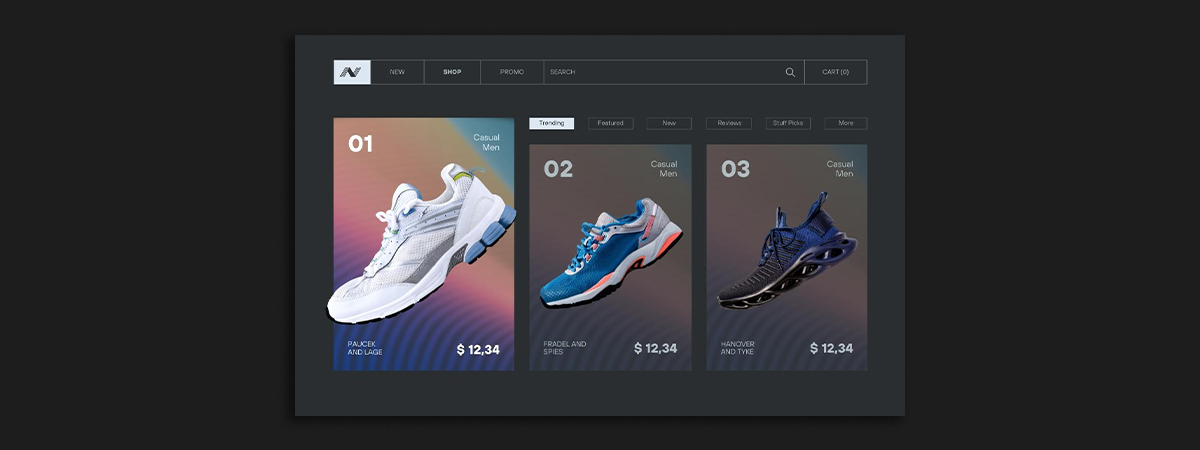 NEW
SHOP
PROMO
SEARCH
CART (0)
Trending
Featured
New
Reviews
Stuff Picks
More
01
Casual
Men
PAUCEK
AND LAGE
$ 12,34
02
Casual
Men
FRADEL AND
SPIES
$ 12,34
03
Casual
Men
HANOVER
AND TYKE
$ 12,34